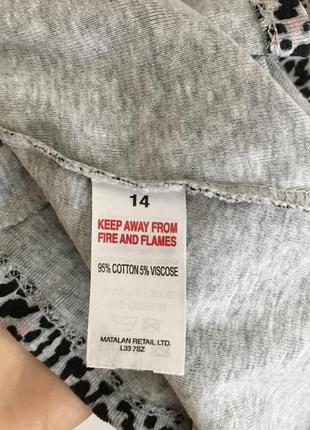 14
KEEP AWAY FROM
FIRE AND FLAMES
95% COTTON 5% VISCOSE
MATALAN RETAIL LTD.
L33 7SZ